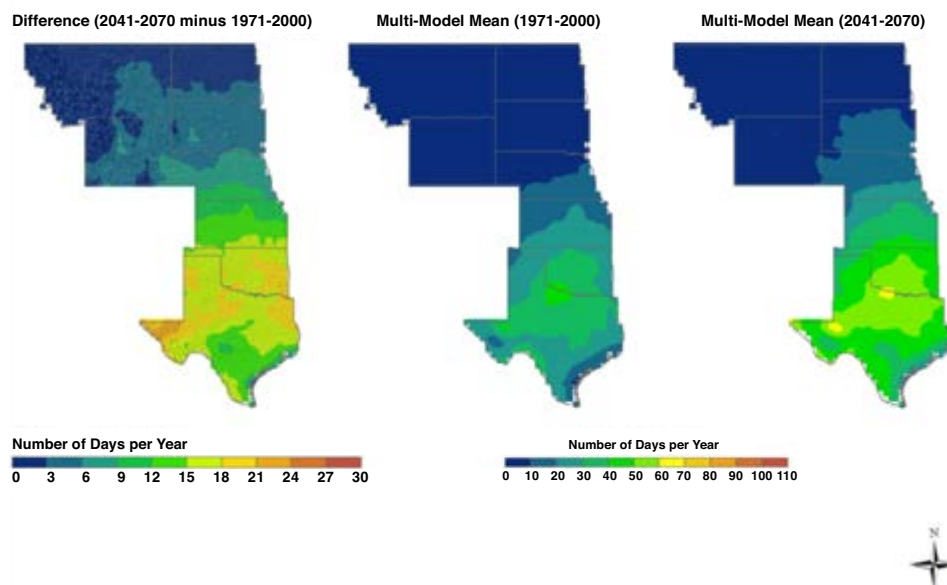 Difference (2041-2070 minus 1971-2000)
Multi-Model Mean (1971-2000)
Multi-Model Mean (2041-2070)
Number of Days per Year
0 3 6 9 12 15 18 21 24 27 30
Number of Days per Year
0 10 20 30 40 50 60 70 80 90 100 110
N